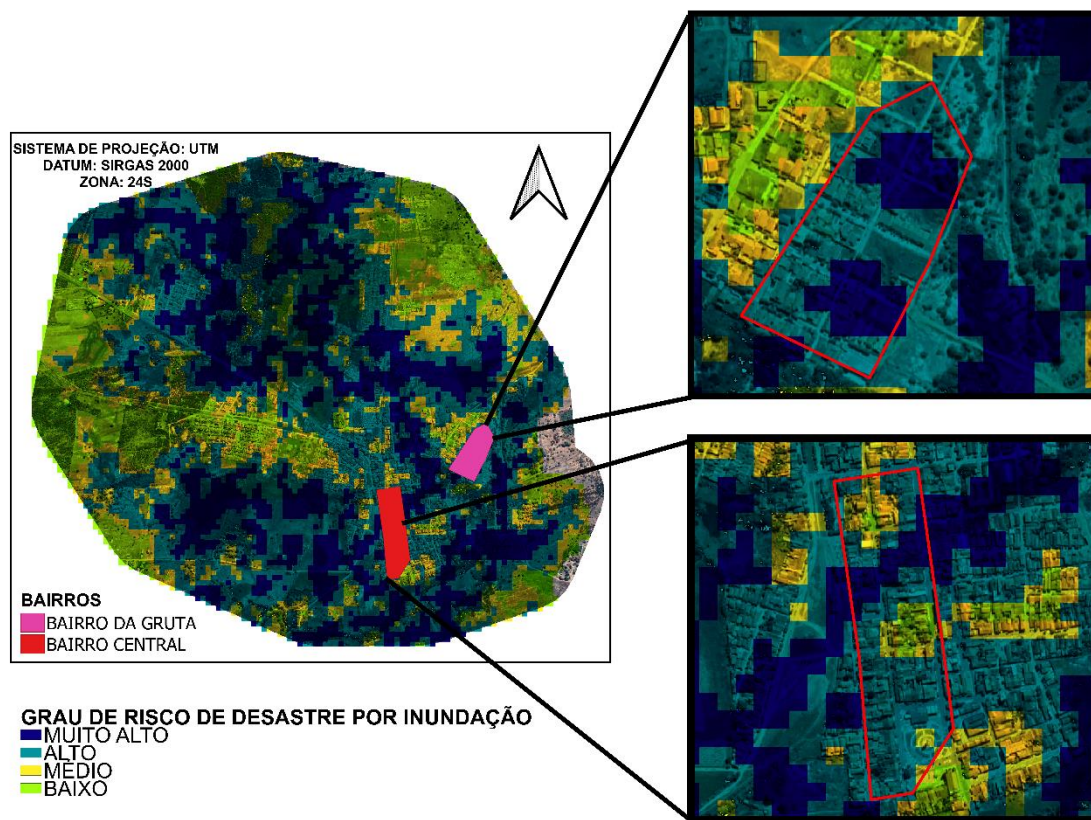 SISTEMA DE PROJEÇÃO: UTM
DATUM: SIRGAS 2000
ZONA: 24S
BAIRROS
BAIRRO DA GRUTA
BAIRRO CENTRAL
GRAU DE RISCO DE DESASTRE POR INUNDAÇÃO
MUITO ALTO
ALTO
MÉDIO
BAIXO